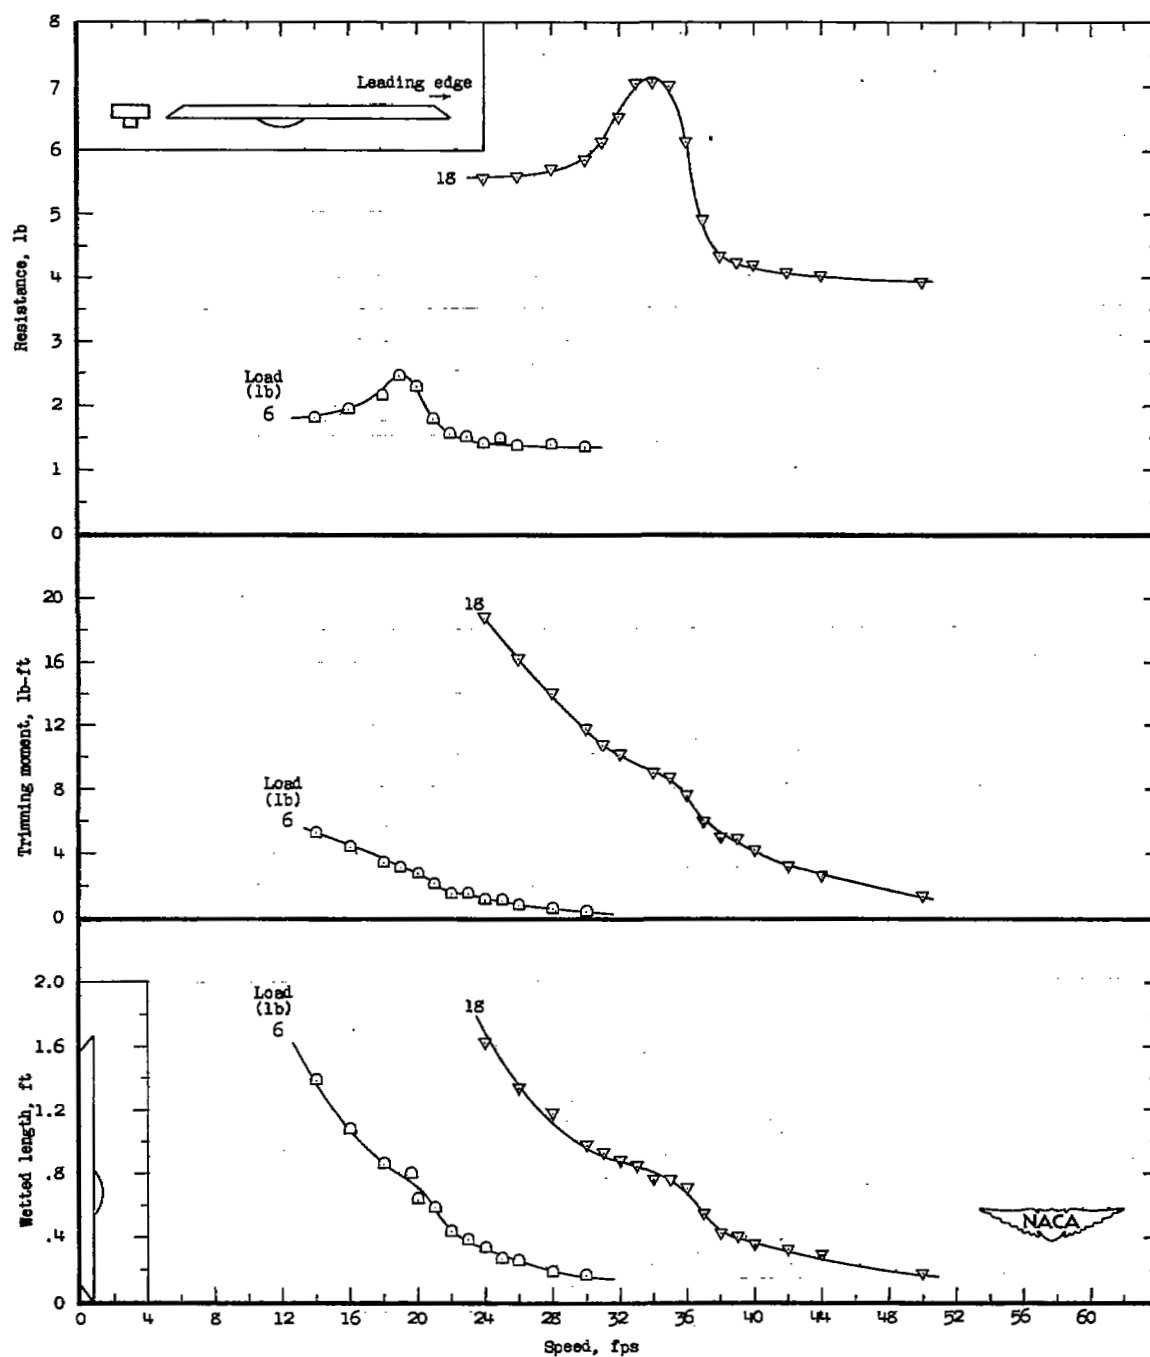 8
7
6
5
4
3
2
1
0
Resistance, lb
Leading edge
18
Load
(lb)
6
20
16
12
8
4
0
Trimming moment, lb-ft
18
Load
(lb)
6
2.0
1.6
1.2
.8
.4
0
Wetted length, ft
Load
(lb)
6
18
NACA
0 4 8 12 16 20 24 28 32 36 40 44 48 52 56 60
Speed, fps